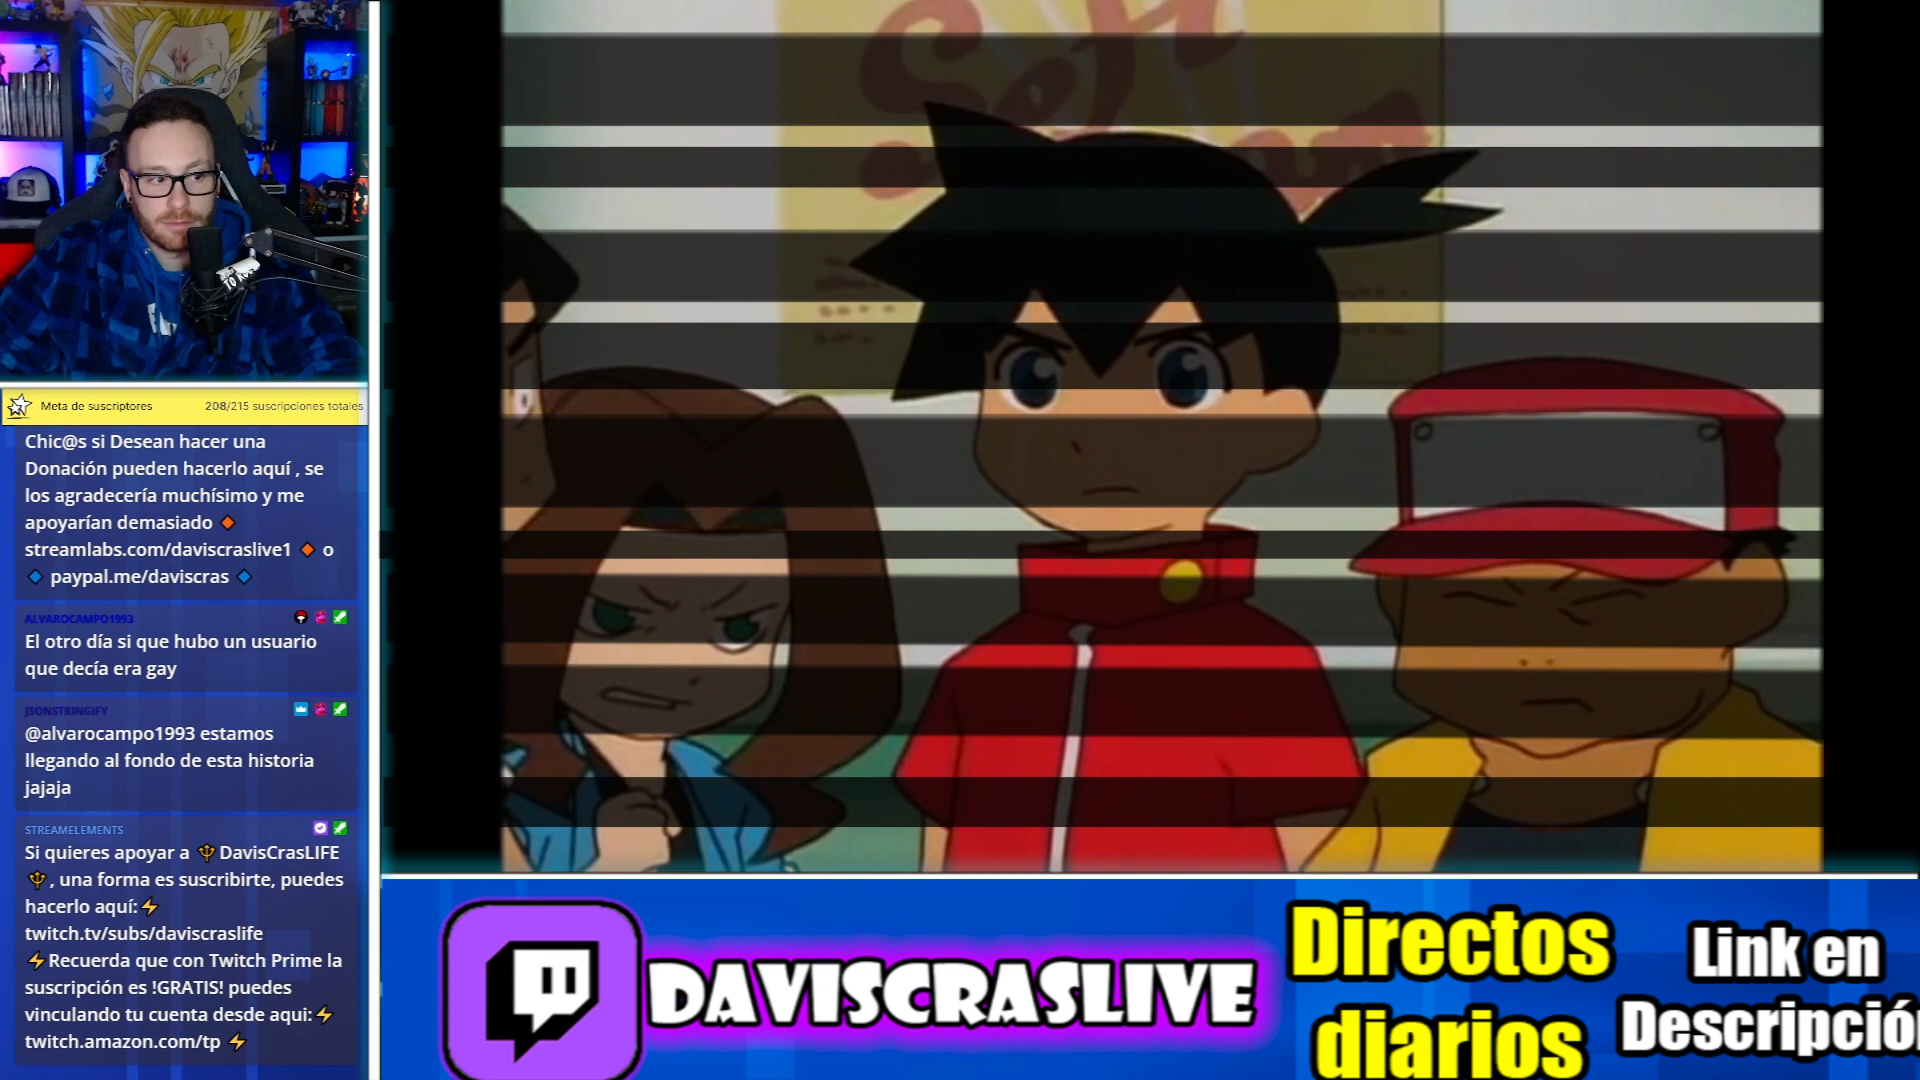 Meta de suscriptores 208/215 suscripciones totales
Chic@s si Desean hacer una
Donación pueden hacerlo aquí , se
los agradecería muchísimo y me
apoyarían demasiado
streamlabs.com/daviscraslive1 o
paypal.me/daviscras
ALVAROCAMPO1993
El otro día si que hubo un usuario
que decía era gay
JSONSTRINGIFY
@alvarocampo1993 estamos
llegando al fondo de esta historia
jajaja
STREAMELEMENTS
Si quieres apoyar a DavisCrasLIFE
, una forma es suscribirte, puedes
hacerlo aquí:
twitch.tv/subs/daviscraslife
Recuerda que con Twitch Prime la
suscripción es !GRATIS! puedes
vinculando tu cuenta desde aqui:
twitch.amazon.com/tp
DAVISCRASLIVE
Directos
diarios
Link en
Descripción